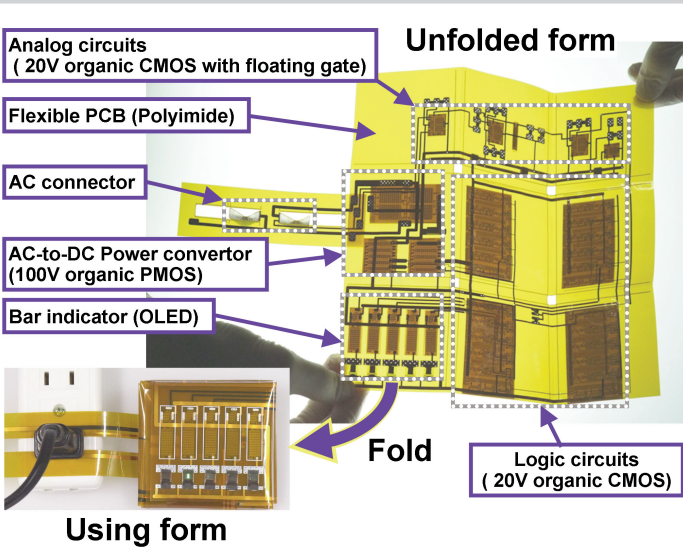 Unfolded form
Analog circuits
( 20V organic CMOS with floating gate)
Flexible PCB (Polyimide)
AC connector
AC-to-DC Power convertor
(100V organic PMOS)
Bar indicator (OLED)
Fold
Logic circuits
( 20V organic CMOS)
Using form